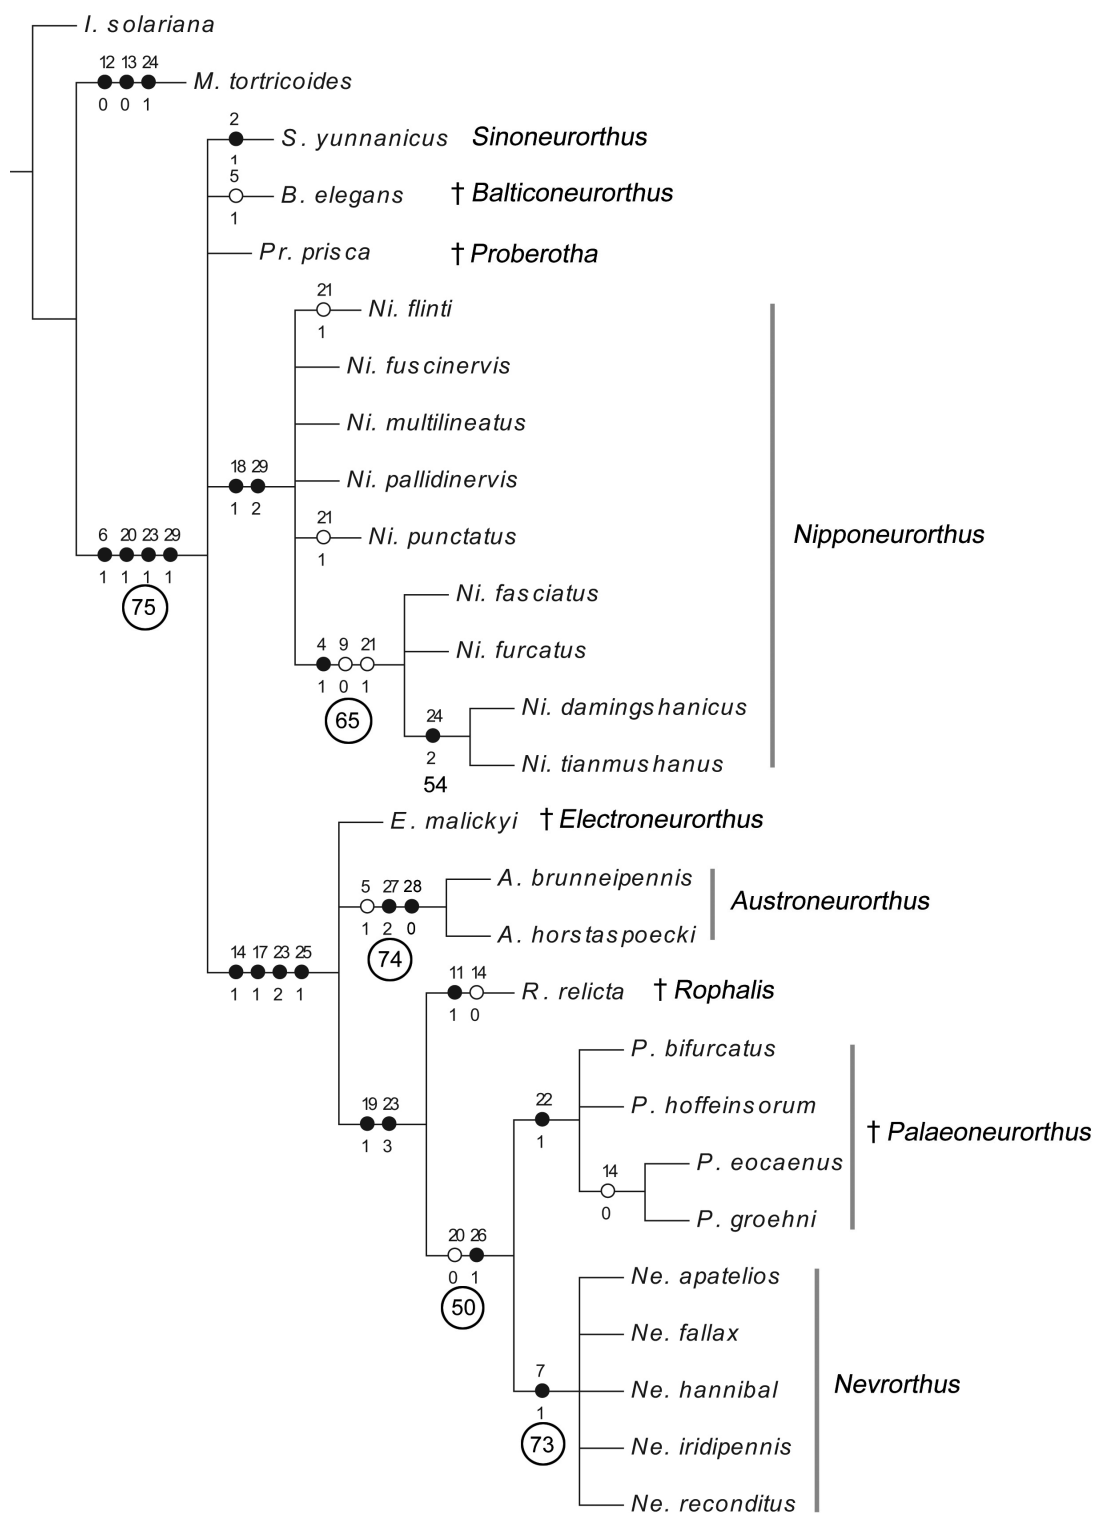 I. solariana
12 13 24
M. tortricoides
0 0 1
2
S. yunnanicus Sinoneurorthus
1
5
B. elegans † Balticoneurorthus
1
Pr. prisca † Proberotha
21
Ni. flinti
1
Ni. fuscinervis
Ni. multilineatus
18 29
Ni. pallidinervis
1 2
21
Ni. punctatus
1
Nipponeurorthus
6 20 23 29
1 1 1 1
75
Ni. fasciatus
4 9 21
Ni. furcatus
1 0 1
65
Ni. damingshanicus
24
2
Ni. tianmushanus
54
E. malickyi † Electroneurorthus
5 27 28
A. brunneipennis
Austroneurorthus
1 2 0
A. horstaspoecki
74
14 17 23 25
1 1 2 1
11 14
R. relicta † Rophalis
1 0
P. bifurcatus
19 23
22
P. hoffeinsorum
† Palaeoneurorthus
1 3
1
14
P. eocaenus
0
P. groehni
20 26
0 1
50
Ne. apatelios
Ne. fallax
7
Ne. hannibal
Nevrorthus
1
73
Ne. iridipennis
Ne. reconditus